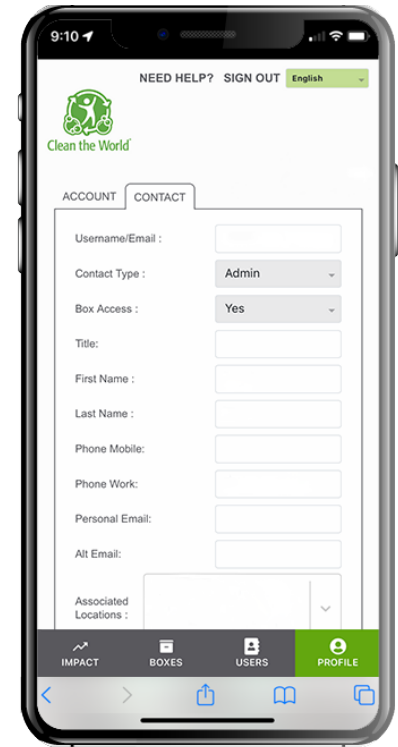 9:10
NEED HELP? SIGN OUT English
Clean the World
ACCOUNT CONTACT
Username/Email :
Contact Type : Admin
Box Access : Yes
Title:
First Name :
Last Name :
Phone Mobile:
Phone Work:
Personal Email:
Alt Email:
Associated
Locations :
IMPACT BOXES USERS PROFILE